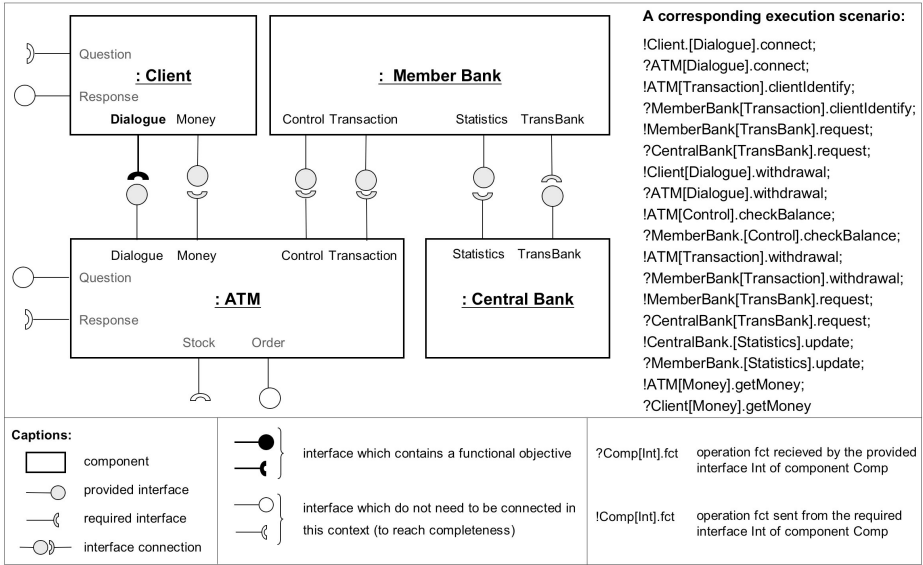 Question
: Client
Response
Dialogue Money
: Member Bank
Control Transaction Statistics TransBank
Dialogue Money Control Transaction
Question
: ATM
Response
Stock Order
Statistics TransBank
: Central Bank
A corresponding execution scenario:
!Client.[Dialogue].connect;
?ATM[Dialogue].connect;
!ATM[Transaction].clientIdentify;
?MemberBank[Transaction].clientIdentify;
!MemberBank[TransBank].request;
?CentralBank[TransBank].request;
!Client[Dialogue].withdrawal;
?ATM[Dialogue].withdrawal;
!ATM[Control].checkBalance;
?MemberBank.[Control].checkBalance;
!ATM[Transaction].withdrawal;
?MemberBank[Transaction].withdrawal;
!MemberBank[TransBank].request;
?CentralBank[TransBank].request;
!CentralBank.[Statistics].update;
?MemberBank.[Statistics].update;
!ATM[Money].getMoney;
?Client[Money].getMoney
Captions:
component
provided interface
required interface
interface connection
interface which contains a functional objective
interface which do not need to be connected in
this context (to reach completeness)
?Comp[Int].fct operation fct recieved by the provided
interface Int of component Comp
!Comp[Int].fct operation fct sent from the required
interface Int of component Comp